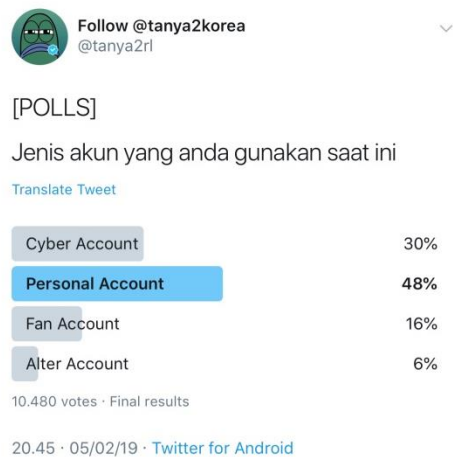 Follow @tanya2korea
@tanya2rl
[POLLS]
Jenis akun yang anda gunakan saat ini
Translate Tweet
Cyber Account 30%
Personal Account 48%
Fan Account 16%
Alter Account 6%
10.480 votes · Final results
20.45 · 05/02/19 · Twitter for Android